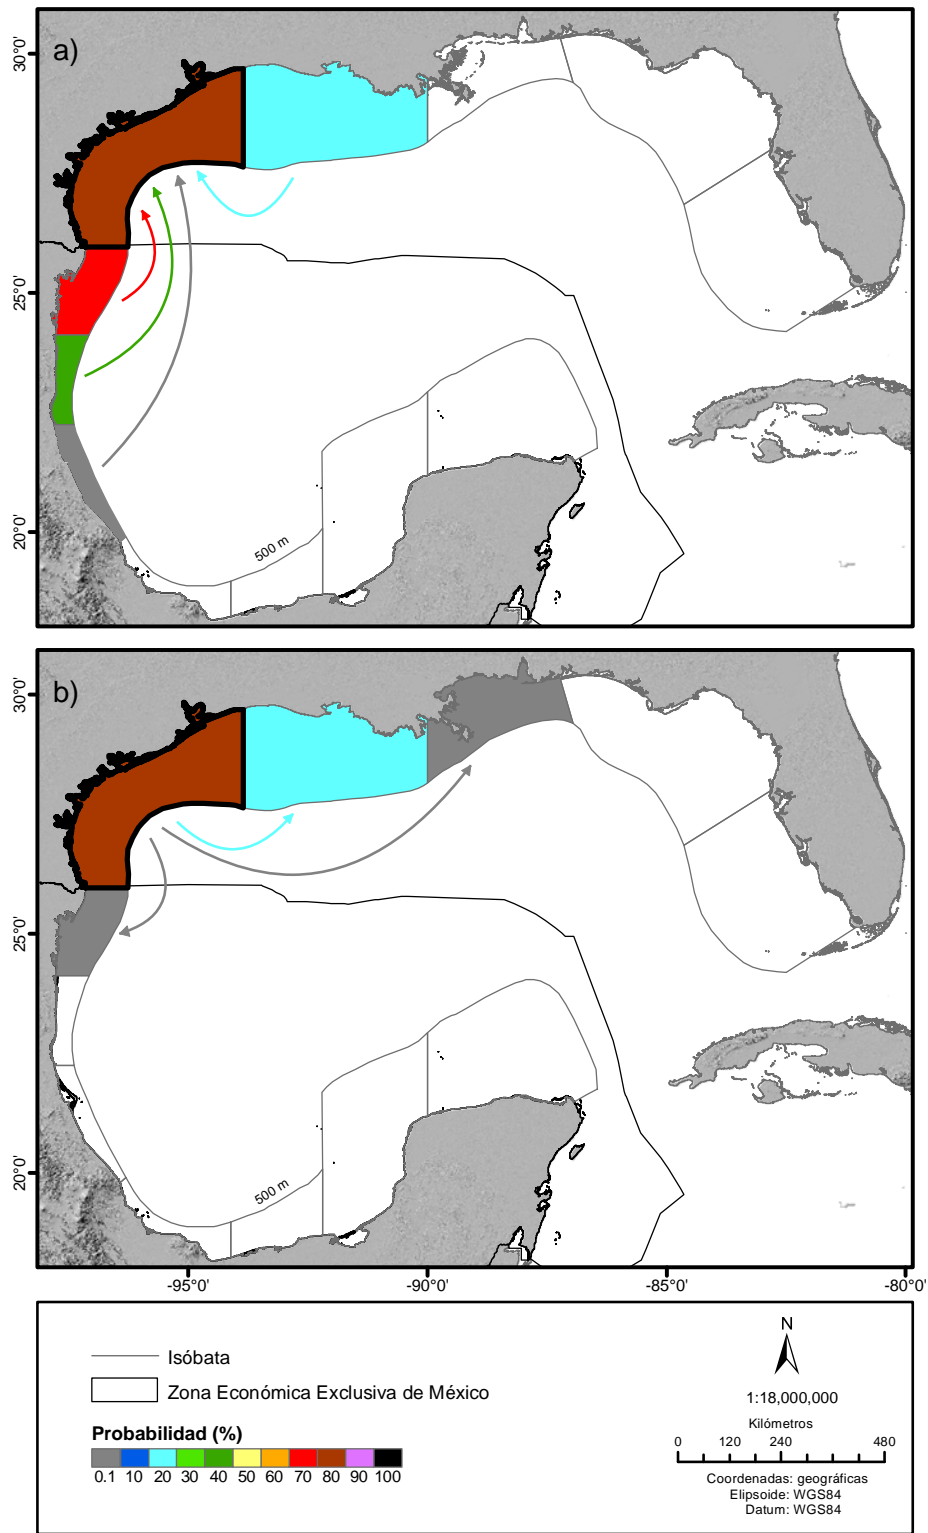 a)
30°0'
25°0'
20°0'
500 m
b)
30°0'
25°0'
20°0'
500 m
-95°0'
-90°0'
-85°0'
-80°0'
Isóbata
Zona Económica Exclusiva de México
Probabilidad (%)
0.1 10 20 30 40 50 60 70 80 90 100
N
1:18,000,000
Kilómetros
0 120 240 480
Coordenadas: geográficas
Elipsoide: WGS84
Datum: WGS84